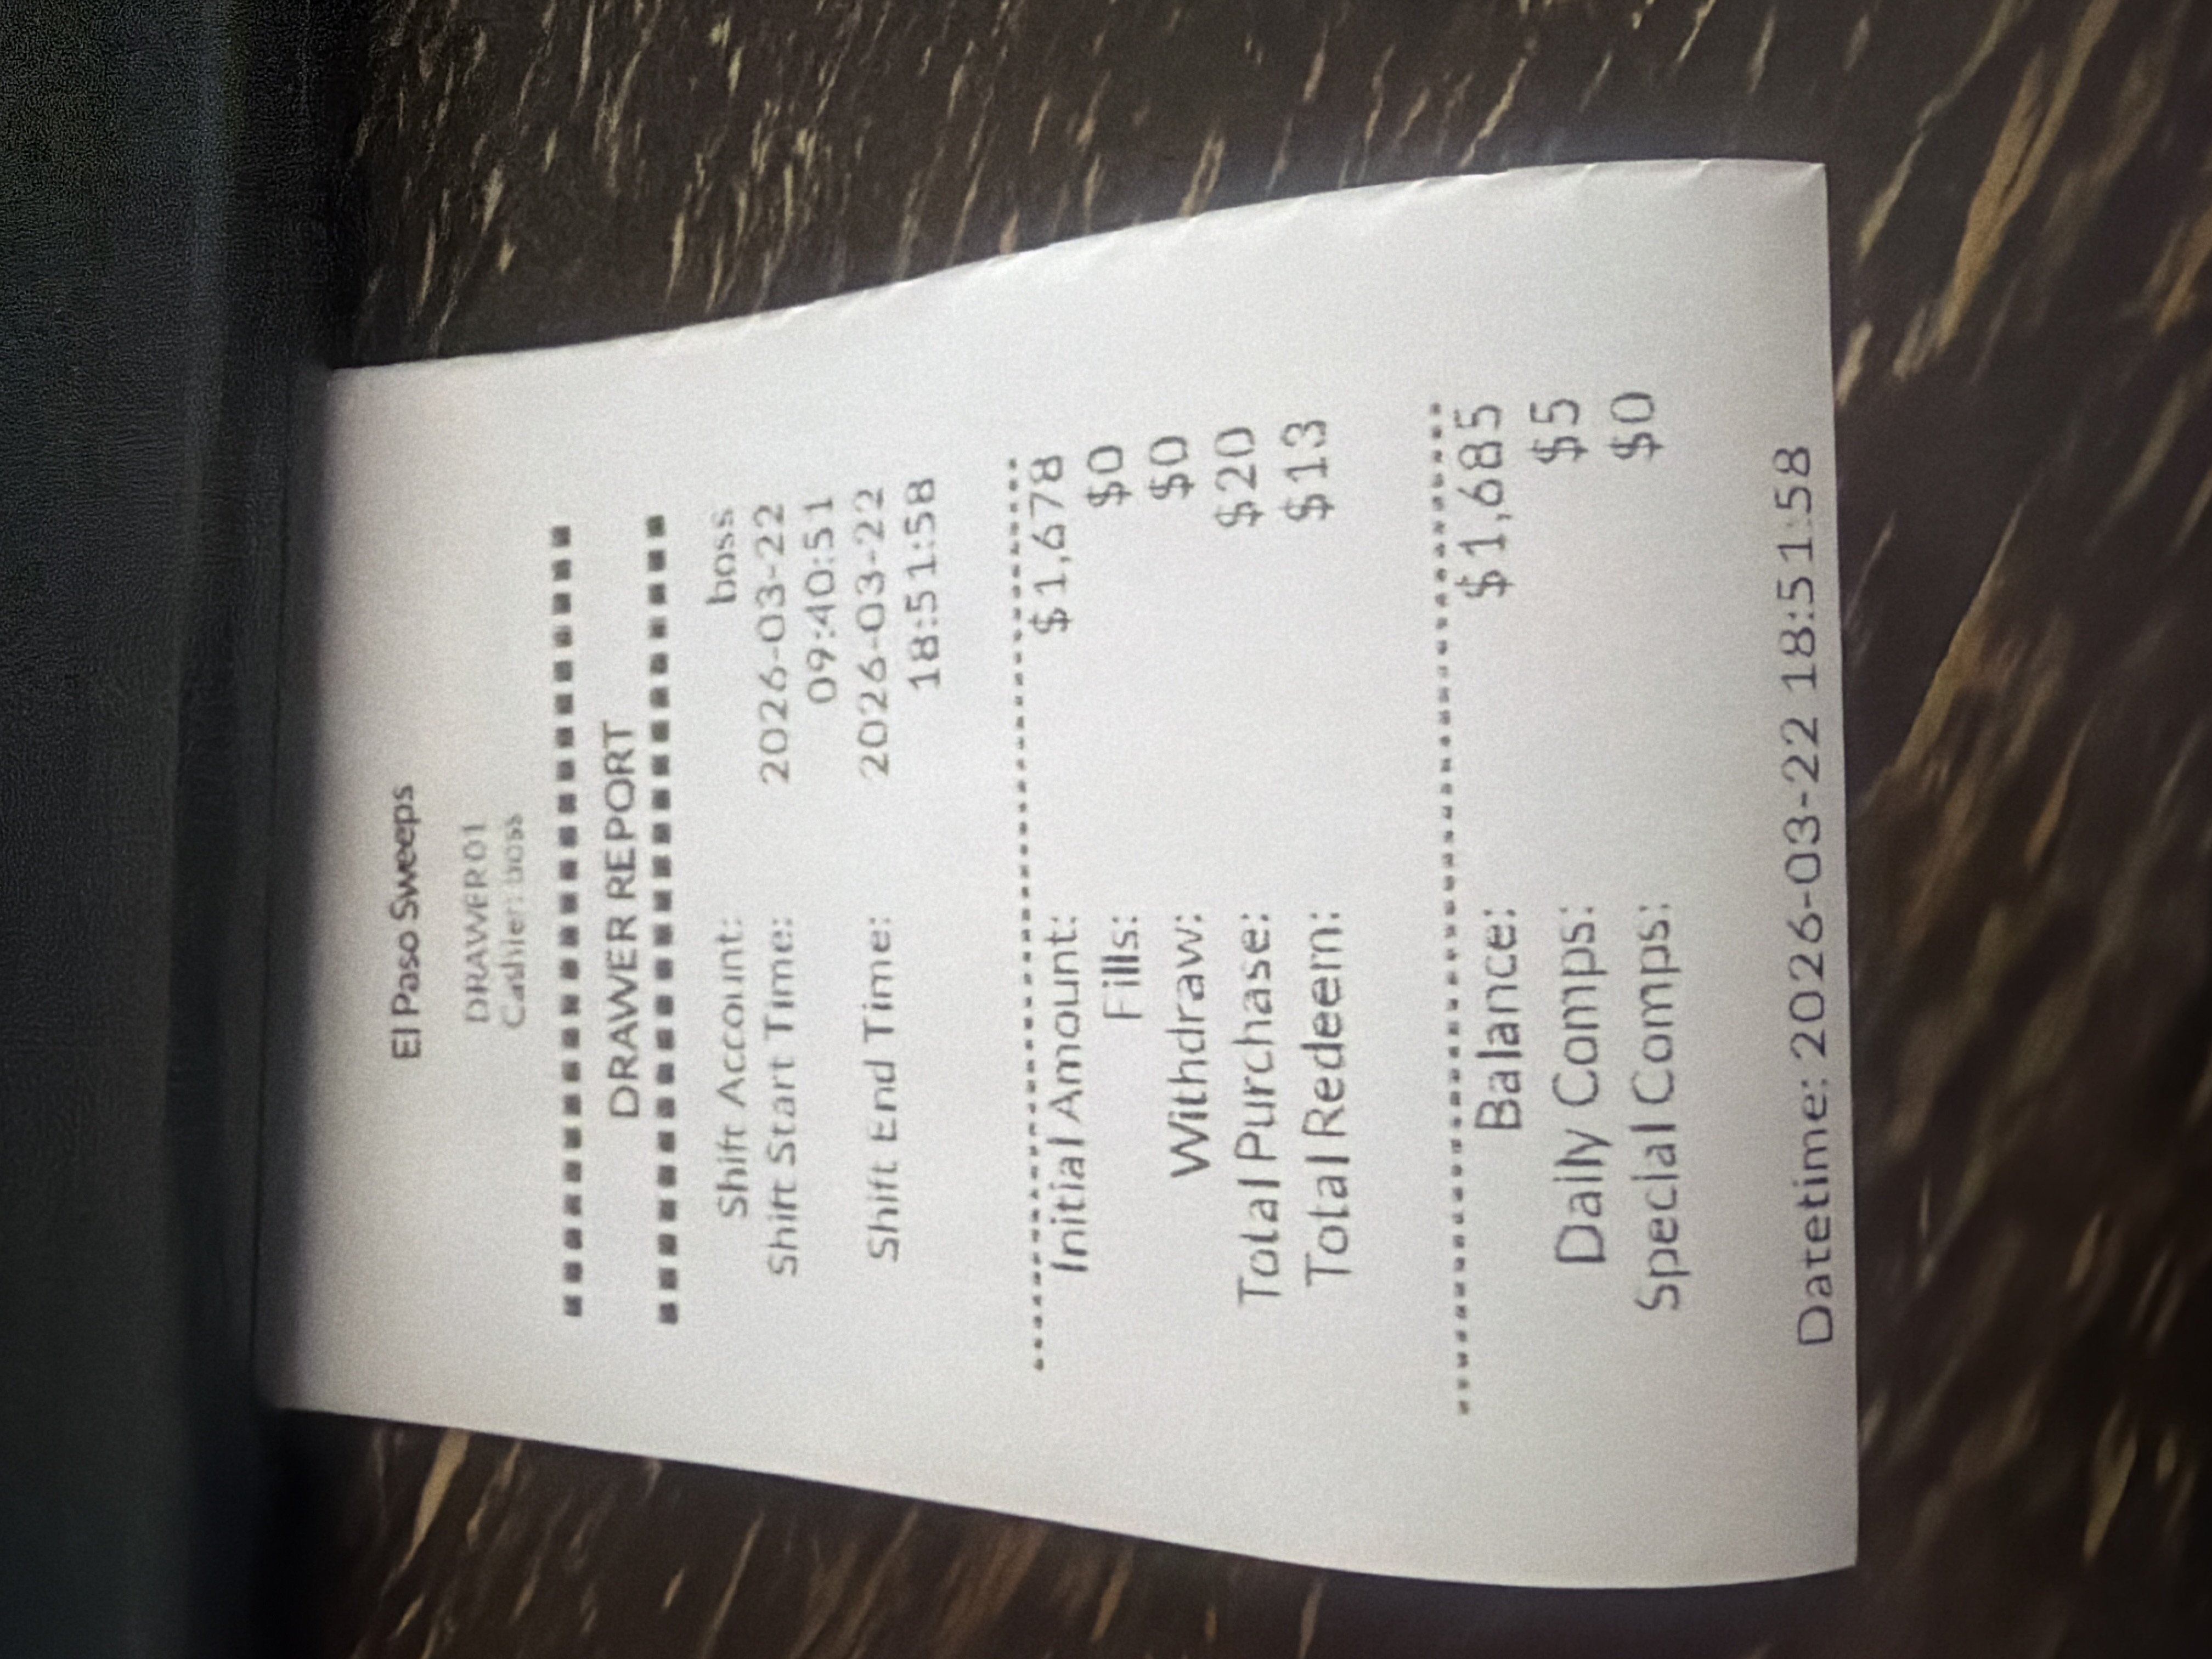 El Paso Sweeps
DRAWER01
Cashier: boss
DRAWER REPORT
Shift Account: boss
Shift Start Time: 2026-03-22
09:40:51
Shift End Time: 2026-03-22
18:51:58
Initial Amount: $1,678
Fills: $0
Withdraw: $0
Total Purchase: $20
Total Redeem: $13
Balance: $1,685
Daily Comps: $5
Special Comps: $0
Datetime: 2026-03-22 18:51:58